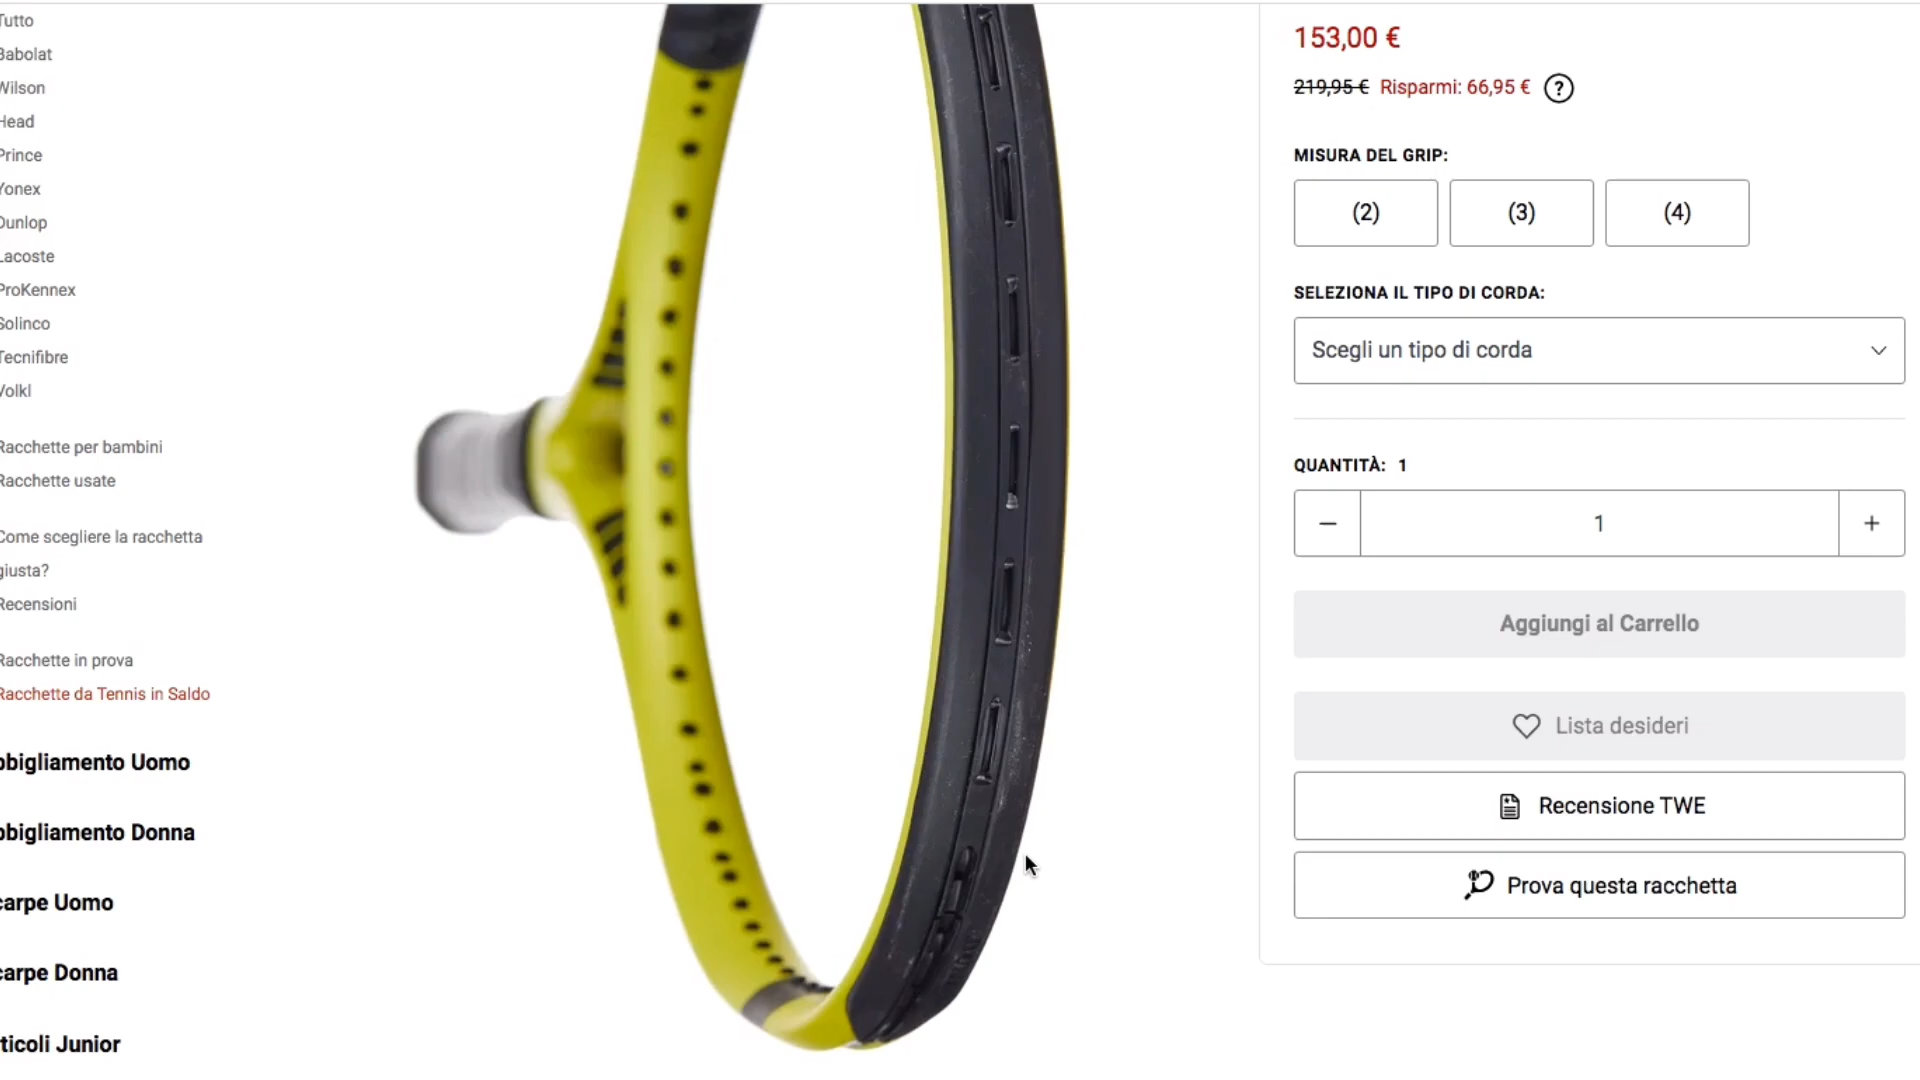 Tutto
Babolat
Wilson
Head
Prince
Yonex
Dunlop
Lacoste
ProKennex
Solinco
Tecnifibre
Volkl
Racchette per bambini
Racchette usate
Come scegliere la racchetta
giusta?
Recensioni
Racchette in prova
Racchette da Tennis in Saldo
bbigliamento Uomo
bbigliamento Donna
carpe Uomo
carpe Donna
ticoli Junior
153,00 €
219,95 € Risparmi: 66,95 € ?
MISURA DEL GRIP:
(2) (3) (4)
SELEZIONA IL TIPO DI CORDA:
Scegli un tipo di corda
QUANTITÀ: 1
− 1 +
Aggiungi al Carrello
Lista desideri
Recensione TWE
Prova questa racchetta